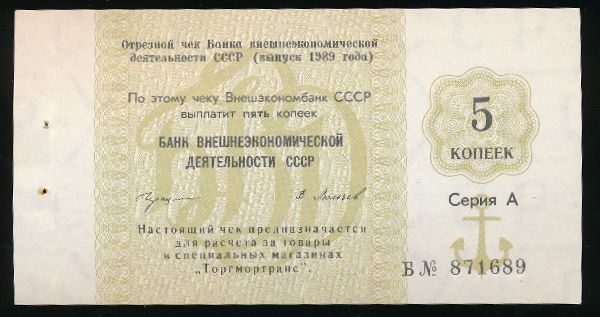 Отрезной чек Банка внешнеэкономической
деятельности СССР (выпуск 1989 года)
По этому чеку Внешэкономбанк СССР
выплатит пять копеек
БАНК ВНЕШНЕЭКОНОМИЧЕСКОЙ
ДЕЯТЕЛЬНОСТИ СССР
Настоящий чек предназначается
для расчета за товары
в специальных магазинах
„Торгмортранс".
5
КОПЕЕК
Серия А
Б № 871689